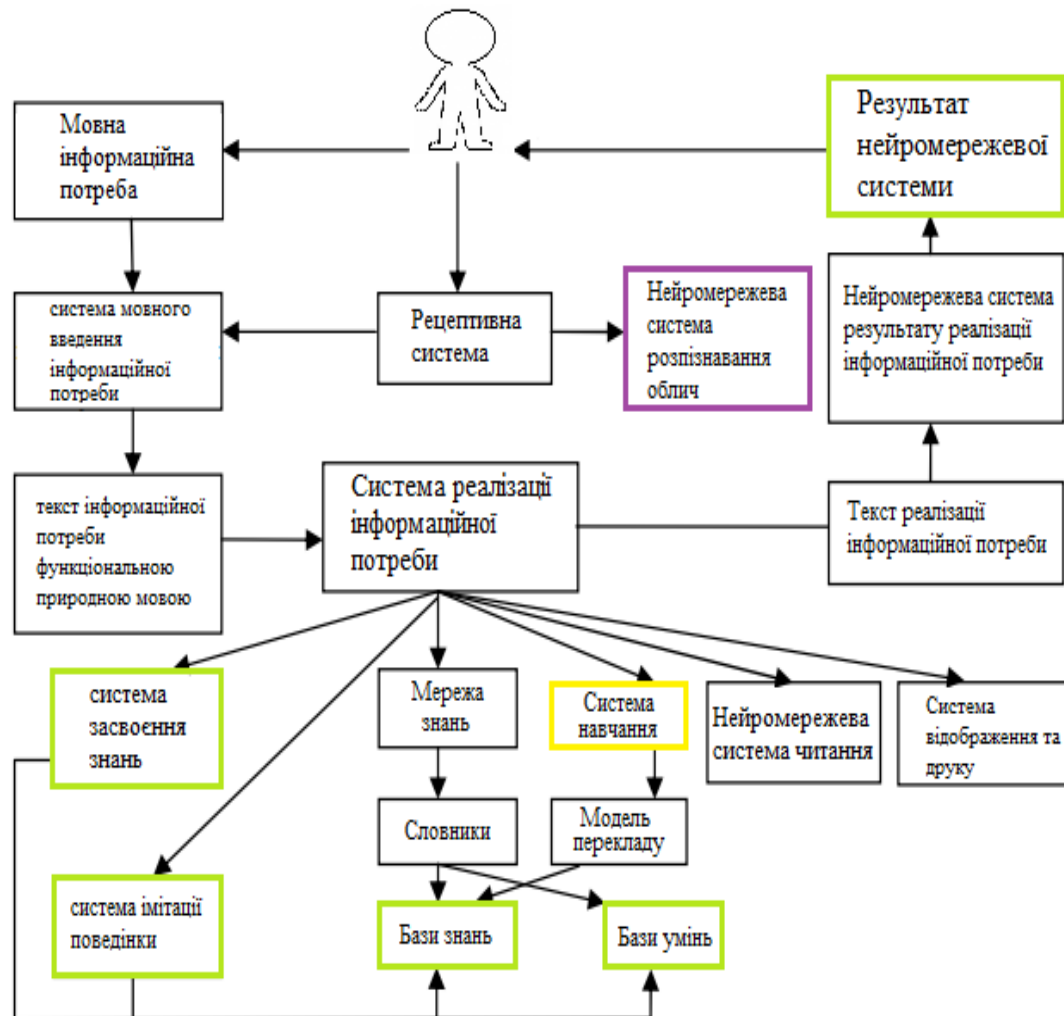 Мовна
інформаційна
потреба
Результат
нейромережевої
системи
система мовного
введення
інформаційної
потреби
Рецептивна
система
Нейромережева
система
розпізнавання
облич
Нейромережева система
результату реалізації
інформаційної потреби
текст інформаційної
потреби
функціональною
природною мовою
Система реалізації
інформаційної
потреби
Текст реалізації
інформаційної потреби
система
засвоєння
знань
Мережа
знань
Система
навчання
Нейромережева
система читання
Система
відображення та
друку
Словники
Модель
перекладу
система імітації
поведінки
Бази знань
Бази умінь